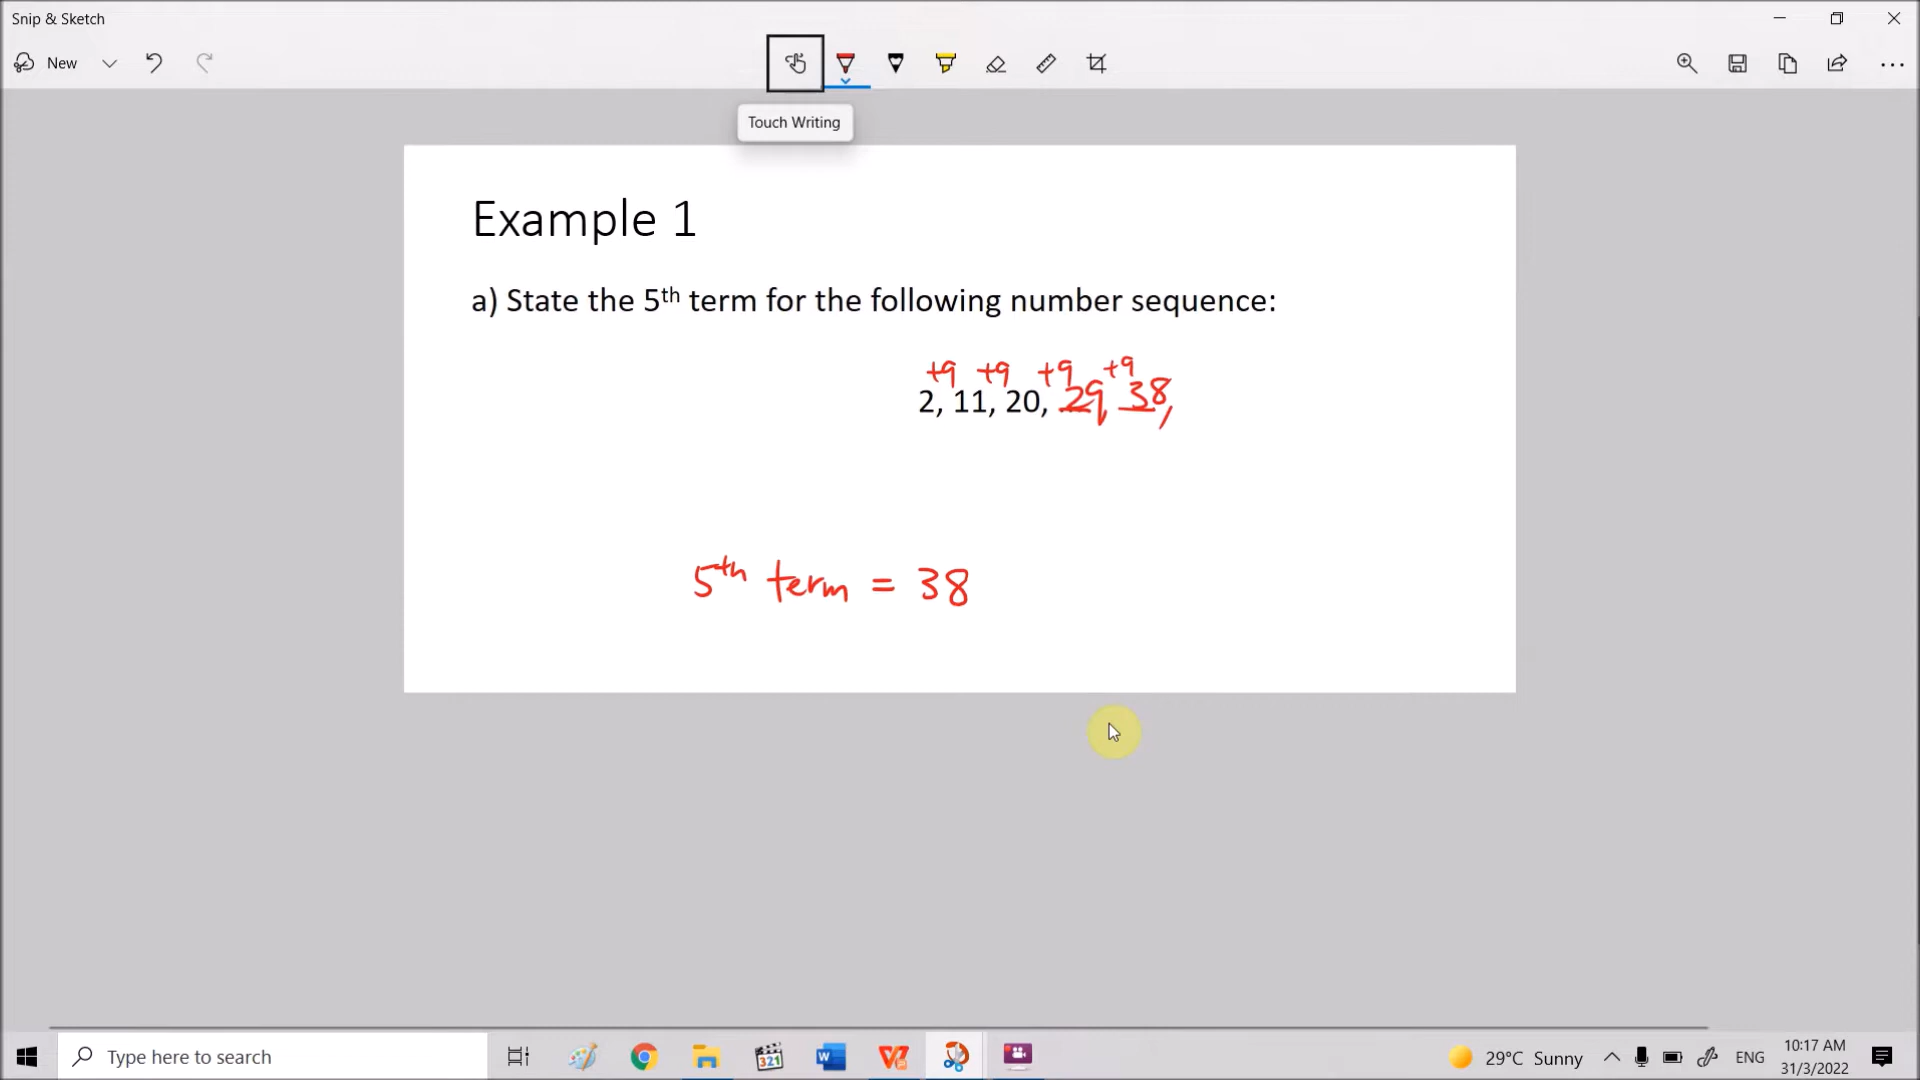 Snip & Sketch
New
Touch Writing
Example 1
a) State the 5th term for the following number sequence:
+9 +9 +9 +9
2, 11, 20, 29, 38,
5th term = 38
Type here to search
321
W
29°C Sunny
ENG
10:17 AM
31/3/2022